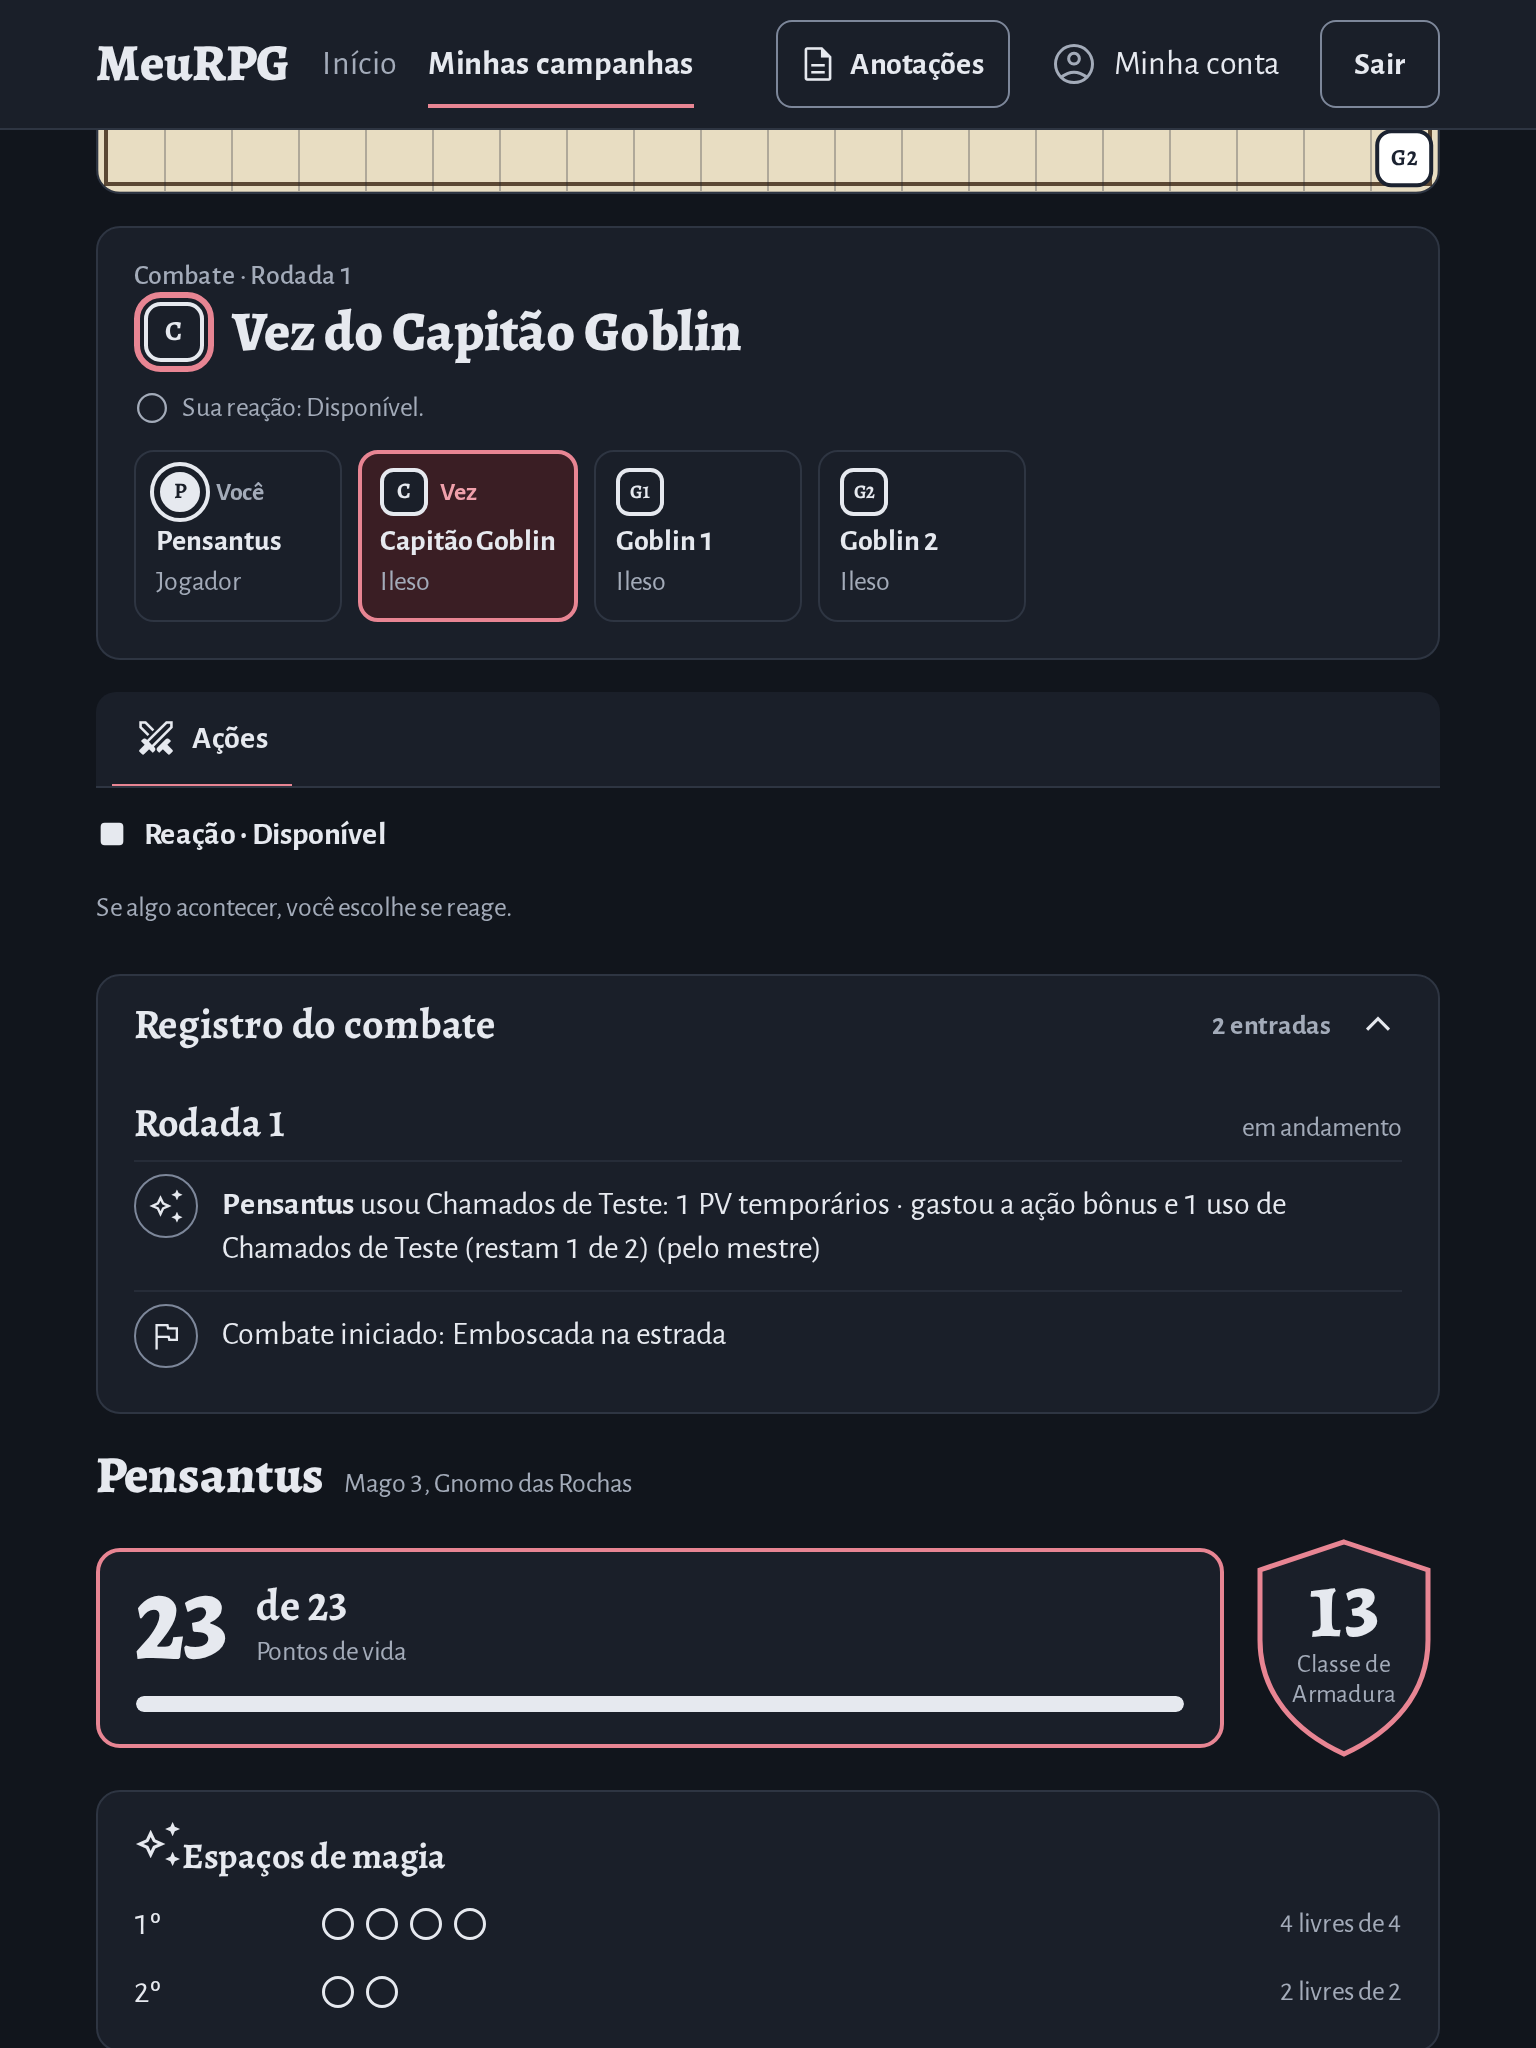 MeuRPG Início Minhas campanhas Anotações Minha conta Sair
G2
Combate · Rodada 1
C Vez do Capitão Goblin
Sua reação: Disponível.
P Você
Pensantus
Jogador
C Vez
Capitão Goblin
Ileso
G1
Goblin 1
Ileso
G2
Goblin 2
Ileso
Ações
Reação · Disponível
Se algo acontecer, você escolhe se reage.
Registro do combate 2 entradas
Rodada 1 em andamento
Pensantus usou Chamados de Teste: 1 PV temporários · gastou a ação bônus e 1 uso de
Chamados de Teste (restam 1 de 2) (pelo mestre)
Combate iniciado: Emboscada na estrada
Pensantus Mago 3, Gnomo das Rochas
23 de 23
Pontos de vida
13
Classe de
Armadura
Espaços de magia
1º 4 livres de 4
2º 2 livres de 2